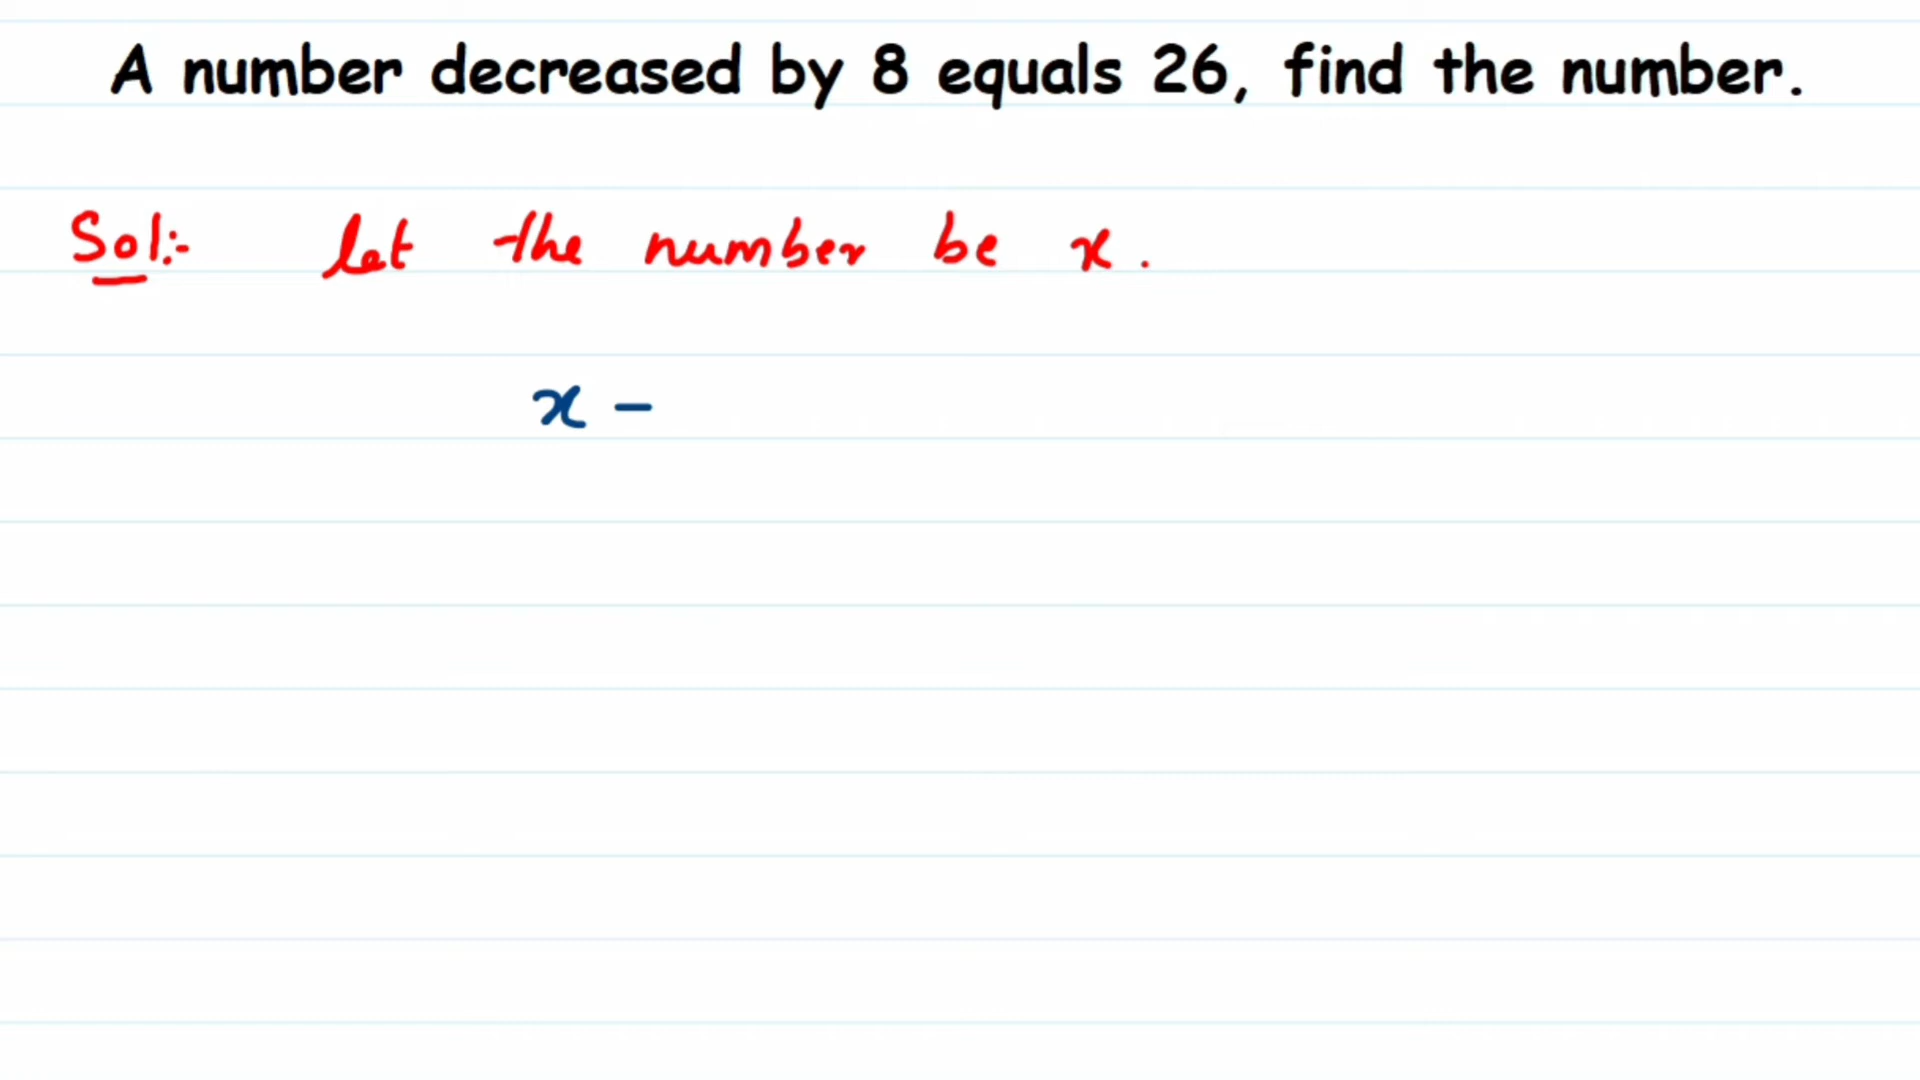 A number decreased by 8 equals 26, find the number.
Sol:- let the number be x.
x -